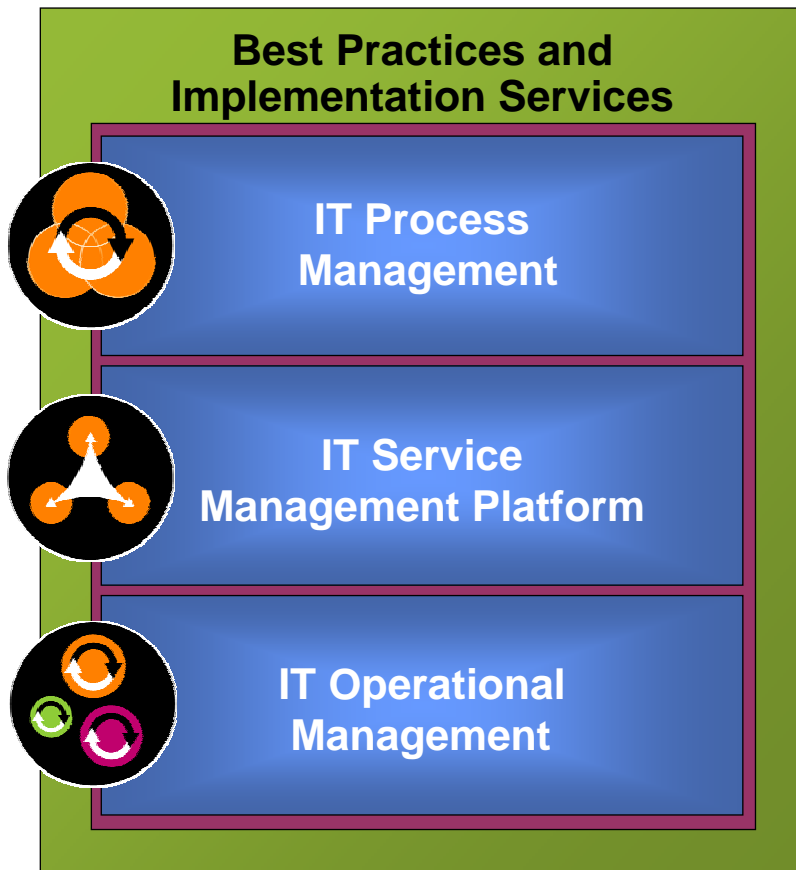 Best Practices and
Implementation Services
IT Process
Management
IT Service
Management Platform
IT Operational
Management